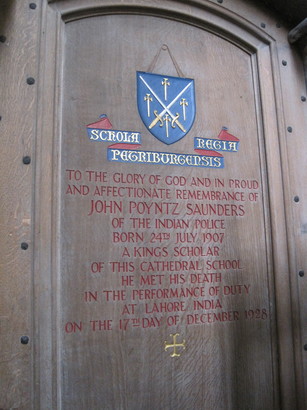 SCHOLA REGIA
PETRIBURGENSIS
TO THE GLORY OF GOD AND IN PROUD
AND AFFECTIONATE REMEMBRANCE OF
JOHN POYNTZ SAUNDERS
OF THE INDIAN POLICE
BORN 24TH JULY 1907
A KINGS SCHOLAR
OF THIS CATHEDRAL SCHOOL
HE MET HIS DEATH
IN THE PERFORMANCE OF DUTY
AT LAHORE, INDIA
ON THE 17TH DAY OF DECEMBER 1928